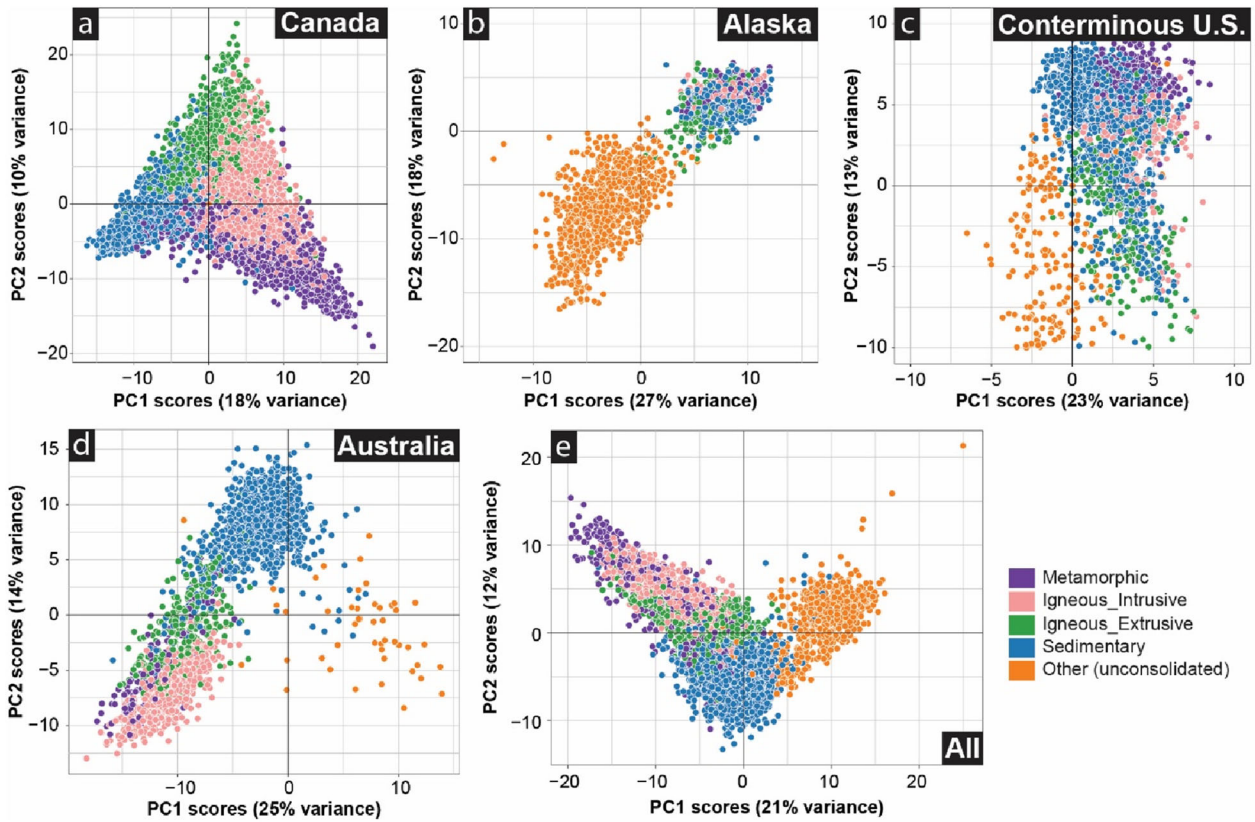 a
Canada
20
10
0
−10
−20
PC2 scores (10% variance)
−10
0
10
20
PC1 scores (18% variance)
b
Alaska
10
0
−10
−20
PC2 scores (18% variance)
−10
0
10
PC1 scores (27% variance)
c
Conterminous U.S.
10
5
0
−5
−10
PC2 scores (13% variance)
−10
−5
0
5
10
PC1 scores (23% variance)
d
Australia
15
10
5
0
−5
−10
PC2 scores (14% variance)
−10
0
10
PC1 scores (25% variance)
e
All
20
10
0
−10
PC2 scores (12% variance)
−20
−10
0
10
20
PC1 scores (21% variance)
Metamorphic
Igneous_Intrusive
Igneous_Extrusive
Sedimentary
Other (unconsolidated)